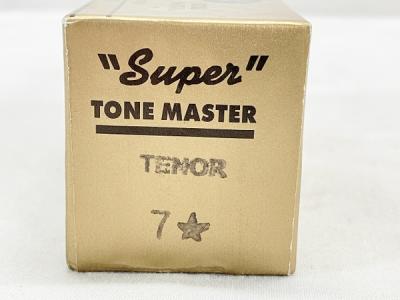 "Super"
TONE MASTER
TENOR
7★